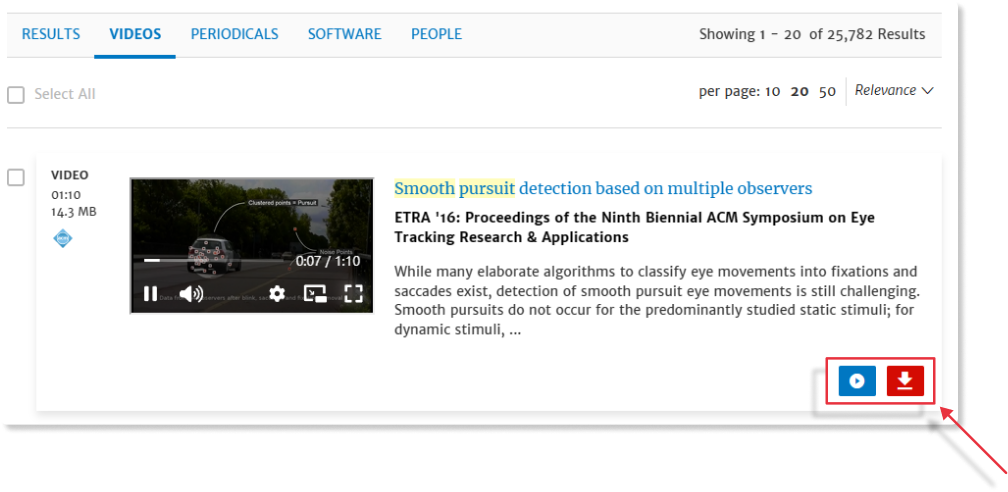 RESULTS VIDEOS PERIODICALS SOFTWARE PEOPLE Showing 1 - 20 of 25,782 Results
Select All per page: 10 20 50 Relevance
VIDEO
01:10
14.3 MB
Clustered points = Pursuit
Noise Points
0:07 / 1:10
Smooth pursuit detection based on multiple observers
ETRA '16: Proceedings of the Ninth Biennial ACM Symposium on Eye
Tracking Research & Applications
While many elaborate algorithms to classify eye movements into fixations and
saccades exist, detection of smooth pursuit eye movements is still challenging.
Smooth pursuits do not occur for the predominantly studied static stimuli; for
dynamic stimuli, ...